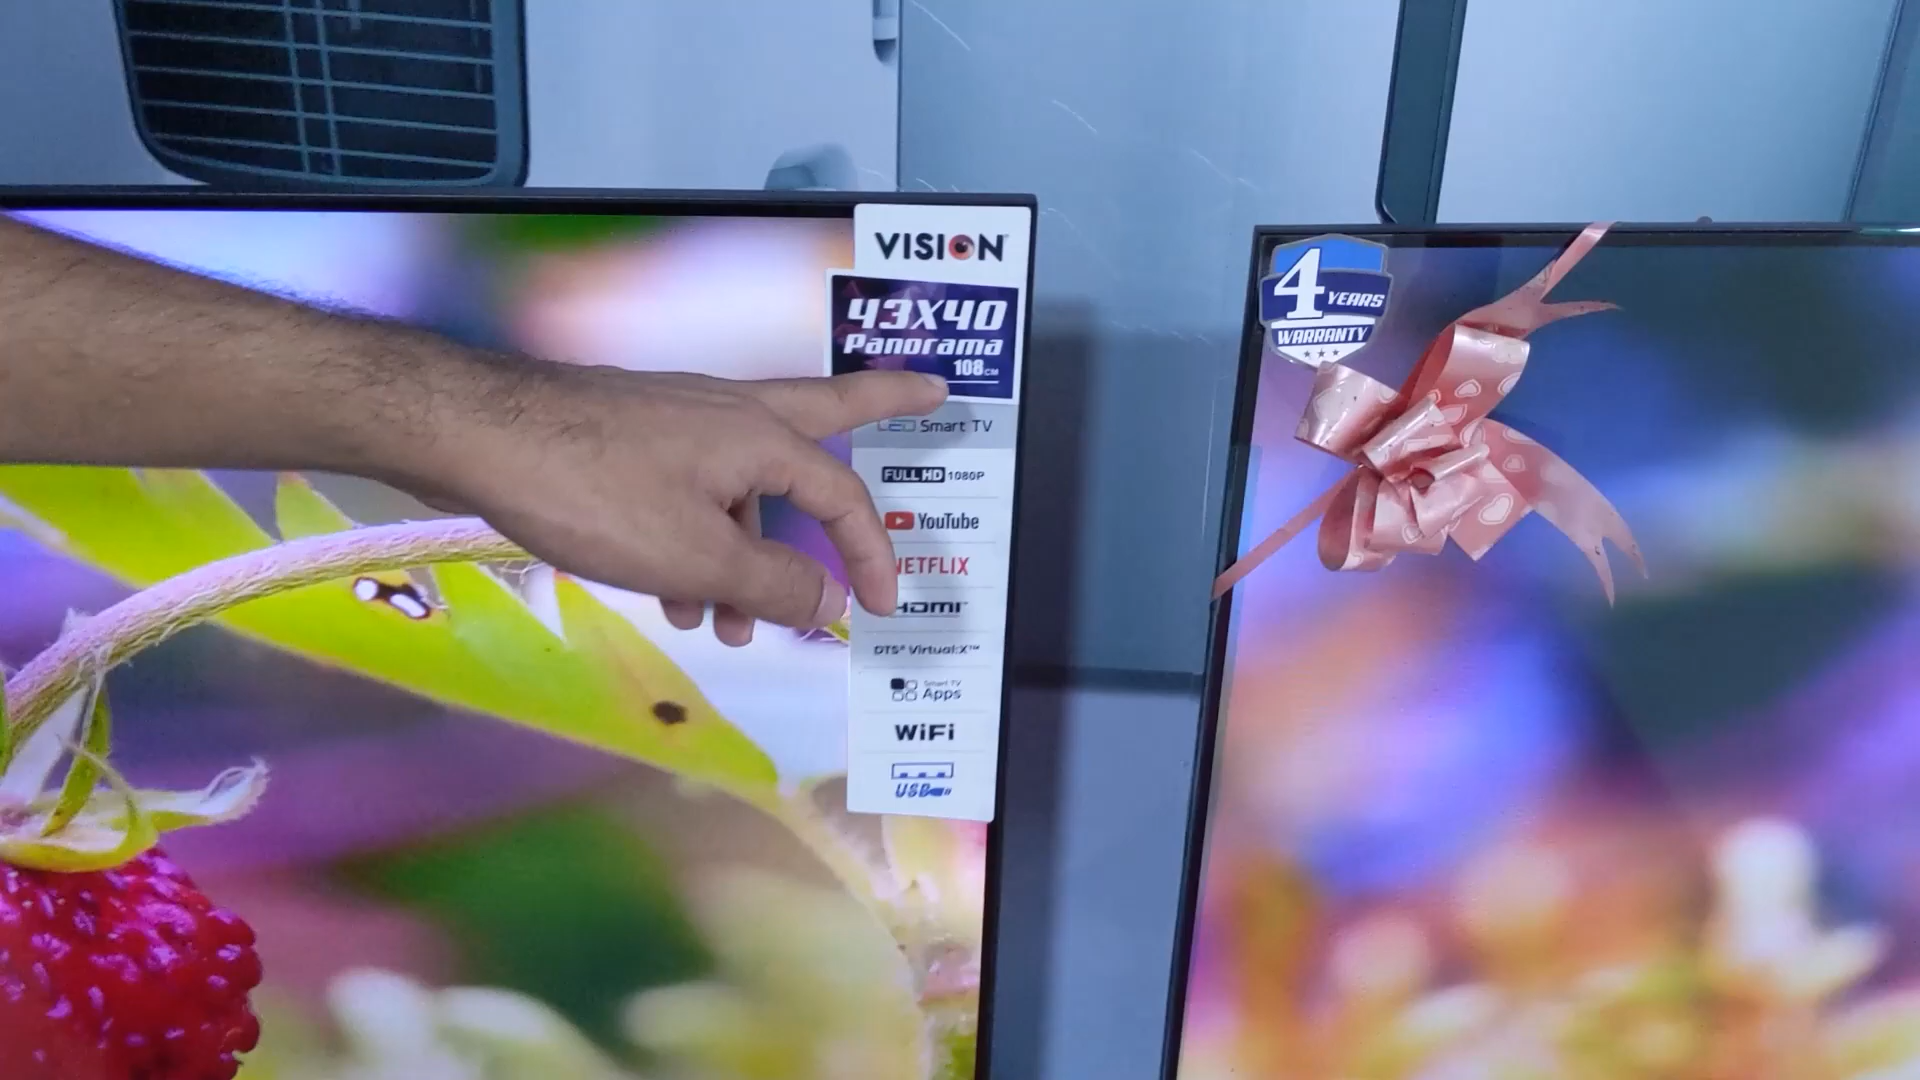 VISION
43X40
Panorama
108CM
LED Smart TV
FULL HD 1080P
YouTube
NETFLIX
HDMI
DTS® Virtual:X™
Smart TV
Apps
WiFi
USB
4 YEARS
WARRANTY